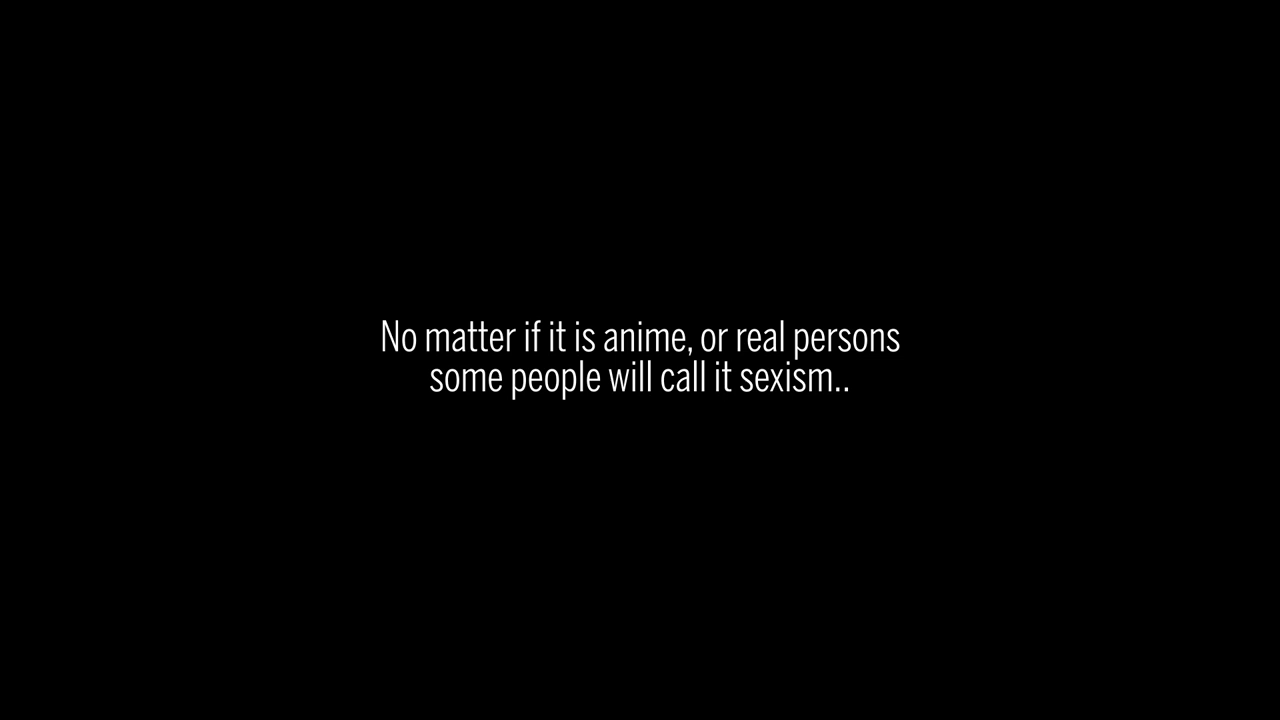 No matter if it is anime, or real persons
some people will call it sexism..